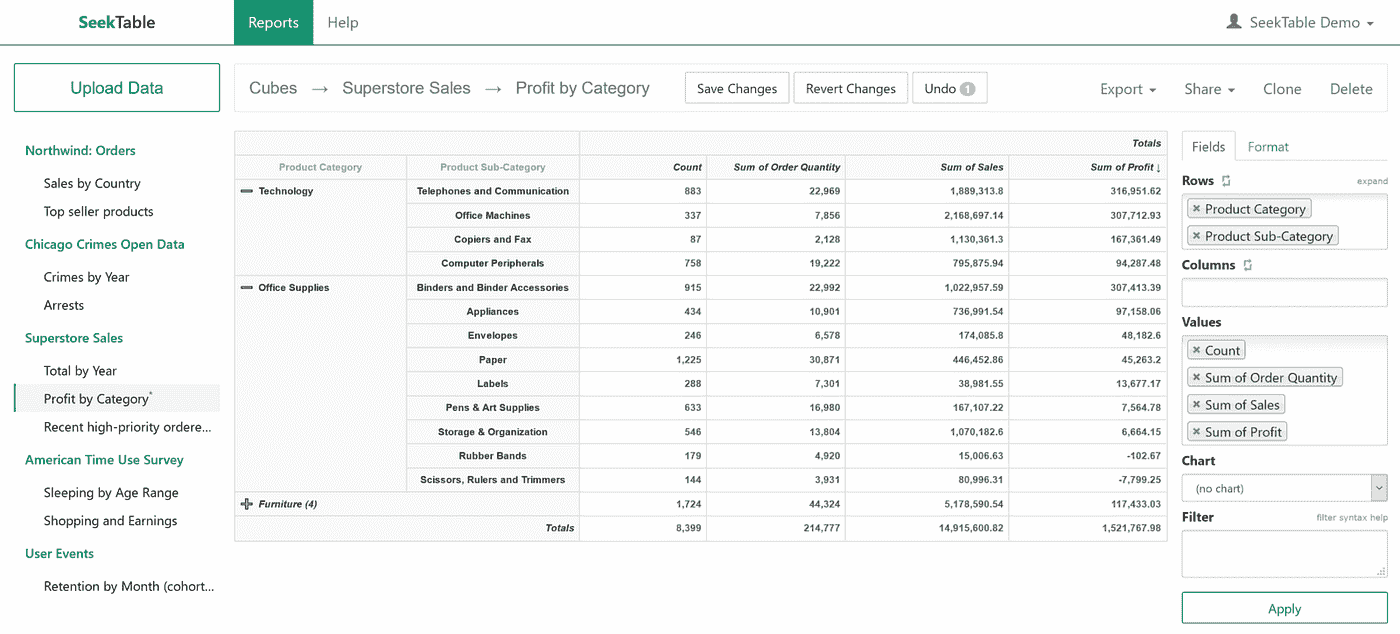 SeekTable
Reports
Help
SeekTable Demo
Upload Data
Cubes → Superstore Sales → Profit by Category
Save Changes
Revert Changes
Undo 1
Export
Share
Clone
Delete
Northwind: Orders
Sales by Country
Top seller products
Chicago Crimes Open Data
Crimes by Year
Arrests
Superstore Sales
Total by Year
Profit by Category*
Recent high-priority ordere...
American Time Use Survey
Sleeping by Age Range
Shopping and Earnings
User Events
Retention by Month (cohort...
Totals
Product Category Product Sub-Category Count Sum of Order Quantity Sum of Sales Sum of Profit ↓
Technology Telephones and Communication 883 22,969 1,889,313.8 316,951.62
Office Machines 337 7,856 2,168,697.14 307,712.93
Copiers and Fax 87 2,128 1,130,361.3 167,361.49
Computer Peripherals 758 19,222 795,875.94 94,287.48
Office Supplies Binders and Binder Accessories 915 22,992 1,022,957.59 307,413.39
Appliances 434 10,901 736,991.54 97,158.06
Envelopes 246 6,578 174,085.8 48,182.6
Paper 1,225 30,871 446,452.86 45,263.2
Labels 288 7,301 38,981.55 13,677.17
Pens & Art Supplies 633 16,980 167,107.22 7,564.78
Storage & Organization 546 13,804 1,070,182.6 6,664.15
Rubber Bands 179 4,920 15,006.63 -102.67
Scissors, Rulers and Trimmers 144 3,931 80,996.31 -7,799.25
Furniture (4) 1,724 44,324 5,178,590.54 117,433.03
Totals 8,399 214,777 14,915,600.82 1,521,767.98
Fields
Format
Rows
expand
× Product Category
× Product Sub-Category
Columns
Values
× Count
× Sum of Order Quantity
× Sum of Sales
× Sum of Profit
Chart
(no chart)
Filter
filter syntax help
Apply